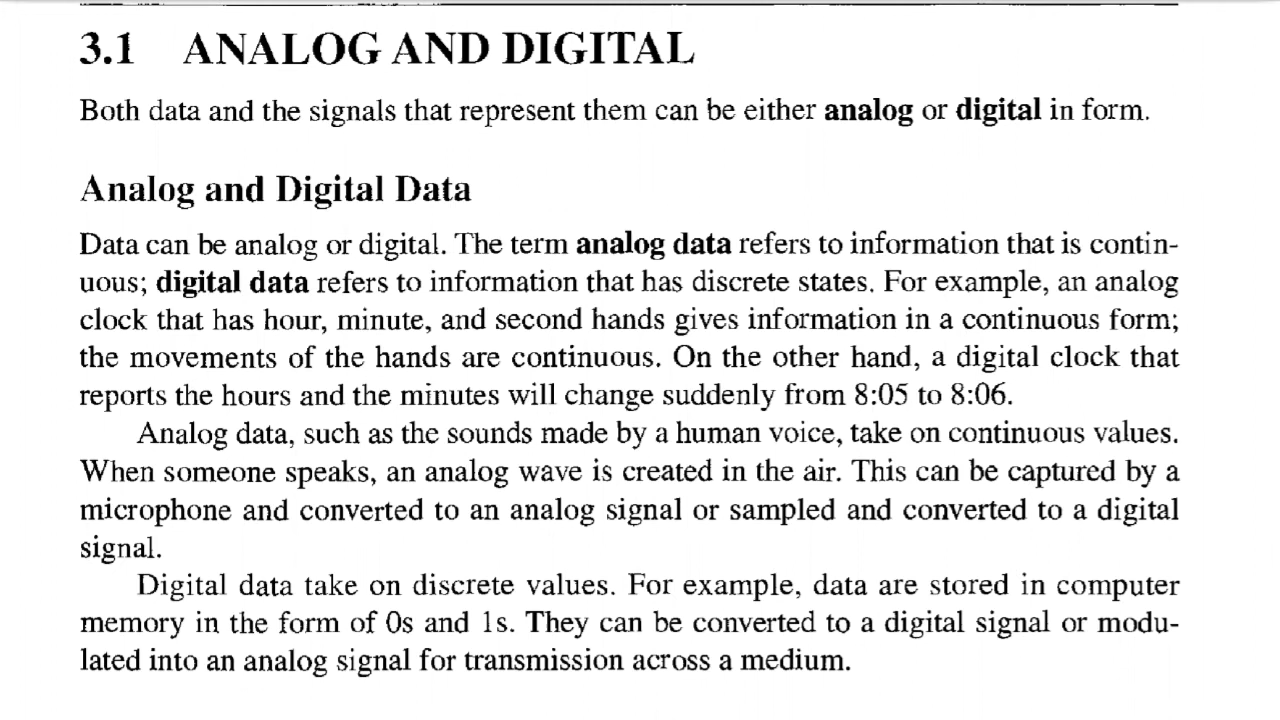 3.1 ANALOG AND DIGITAL
Both data and the signals that represent them can be either analog or digital in form.
Analog and Digital Data
Data can be analog or digital. The term analog data refers to information that is contin-
uous; digital data refers to information that has discrete states. For example, an analog
clock that has hour, minute, and second hands gives information in a continuous form;
the movements of the hands are continuous. On the other hand, a digital clock that
reports the hours and the minutes will change suddenly from 8:05 to 8:06.
Analog data, such as the sounds made by a human voice, take on continuous values.
When someone speaks, an analog wave is created in the air. This can be captured by a
microphone and converted to an analog signal or sampled and converted to a digital
signal.
Digital data take on discrete values. For example, data are stored in computer
memory in the form of 0s and 1s. They can be converted to a digital signal or modu-
lated into an analog signal for transmission across a medium.